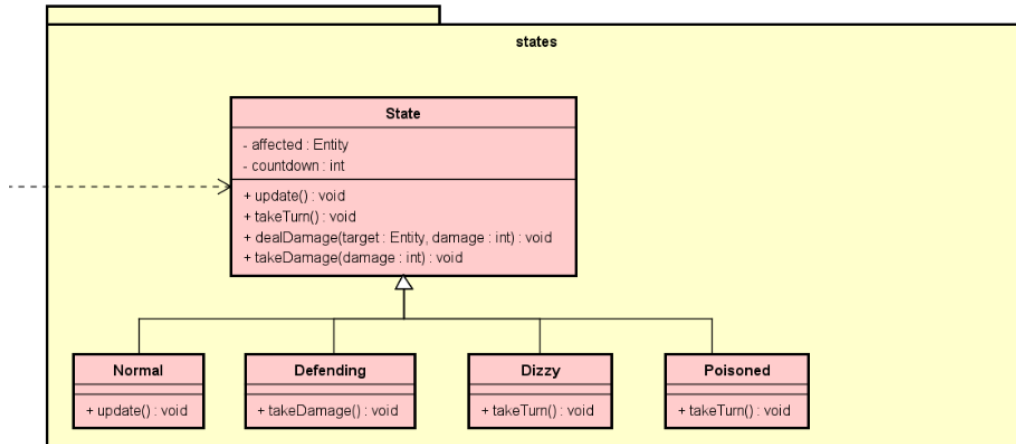 states
State
- affected : Entity
- countdown : int
+ update() : void
+ takeTurn() : void
+ dealDamage(target : Entity, damage : int) : void
+ takeDamage(damage : int) : void
Normal
+ update() : void
Defending
+ takeDamage() : void
Dizzy
+ takeTurn() : void
Poisoned
+ takeTurn() : void